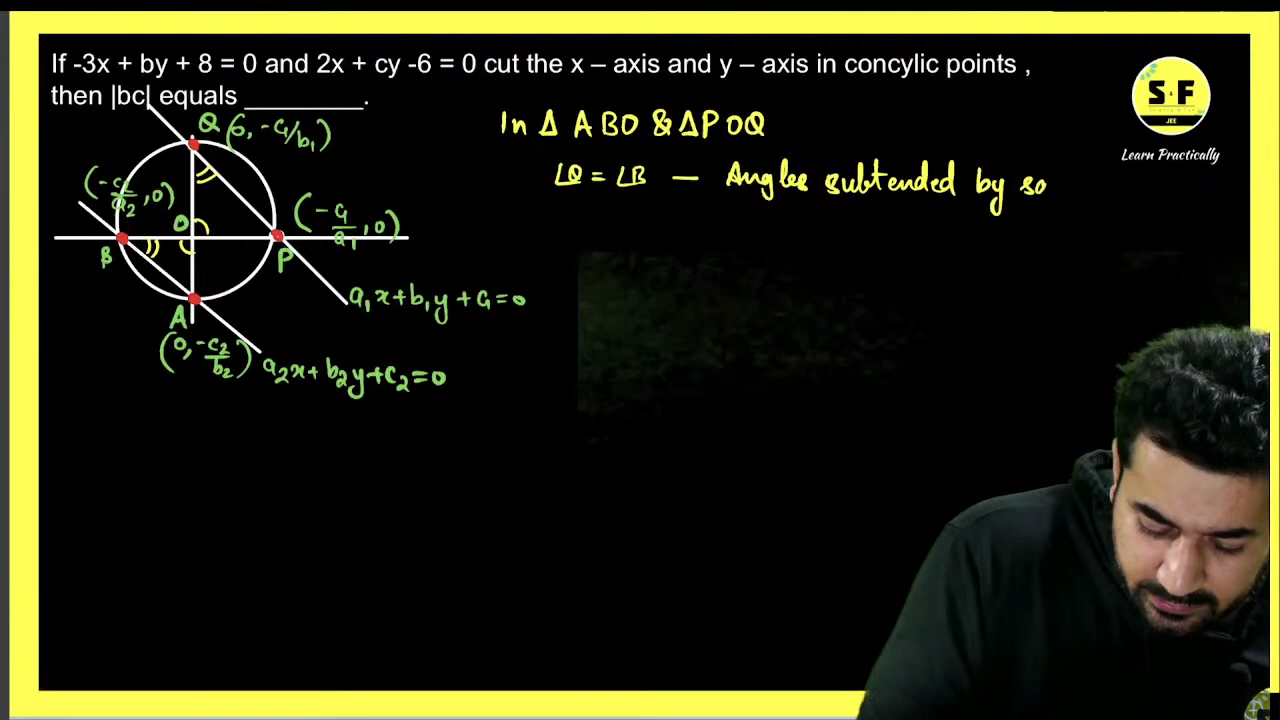 If -3x + by + 8 = 0 and 2x + cy -6 = 0 cut the x – axis and y – axis in concylic points ,
then |bc| equals ________.
S & F
JEE
Learn Practically
In Δ ABO & ΔPOQ
∠Q = ∠B — Angles subtended by so
Q (0, -c₁/b₁)
(-c₂/a₂, 0)
O
(-c₁/a₁, 0)
B
P
a₁x + b₁y + c₁ = 0
A
(0, -c₂/b₂)
a₂x + b₂y + c₂ = 0